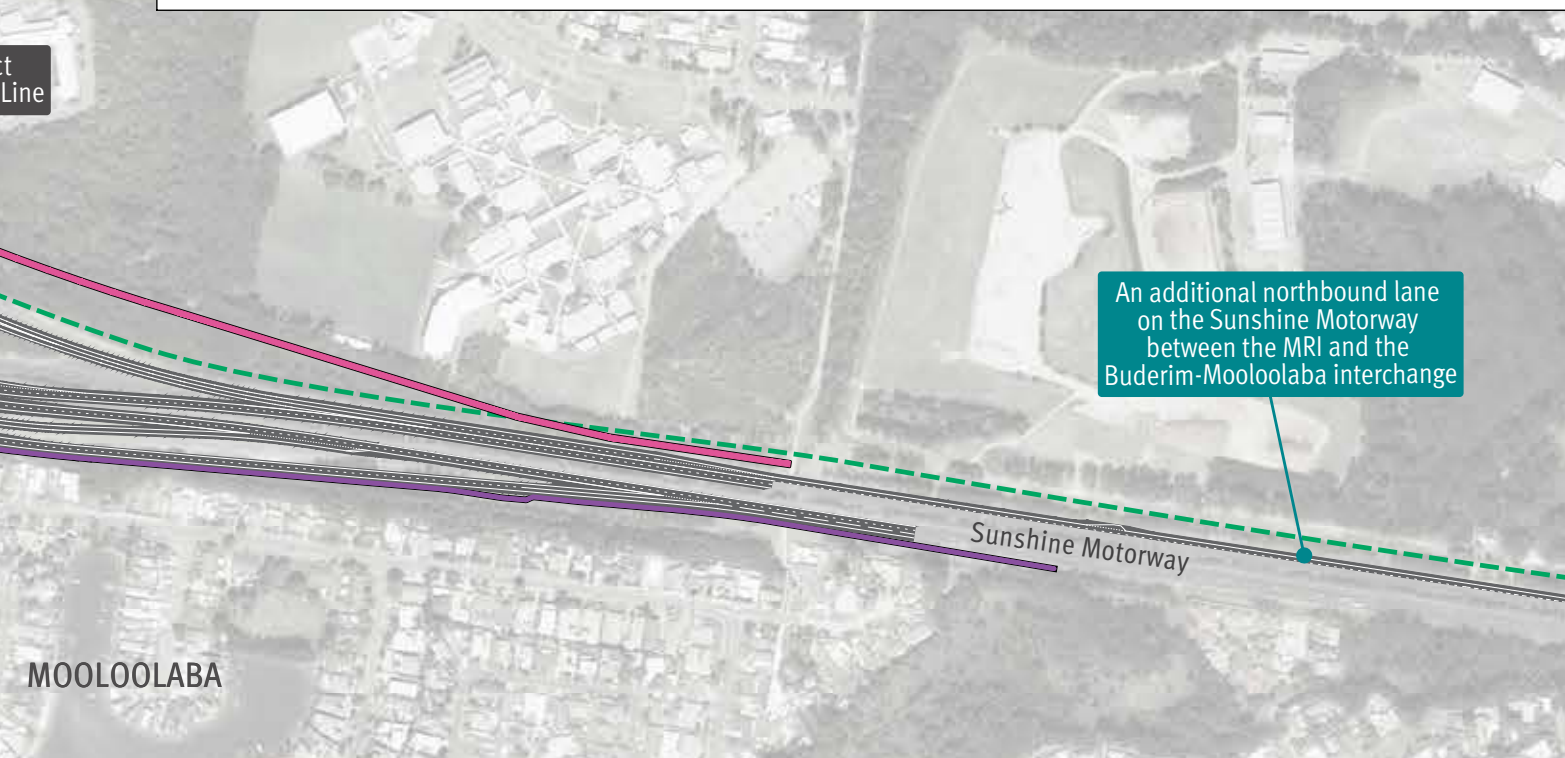 Line
An additional northbound lane
on the Sunshine Motorway
between the MRI and the
Buderim-Mooloolaba interchange
Sunshine Motorway
MOOLOOLABA